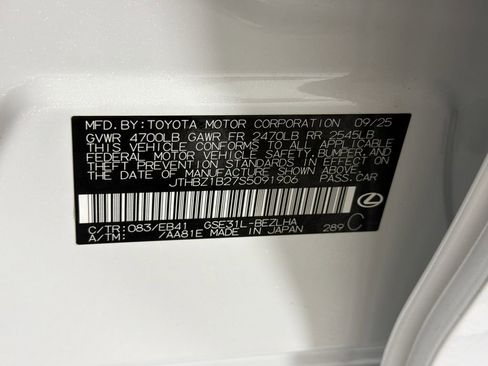 MFD.BY:TOYOTA MOTOR CORPORATION 09/25
GVWR 4700LB GAWR FR 2470LB RR 2545LB
THIS VEHICLE CONFORMS TO ALL APPLICABLE
FEDERAL MOTOR VEHICLE SAFETY,BUMPER,AND
THEFT PREVENTION STANDARDS IN EFFECT ON
THE DATE OF MANUFACTURE SHOWN ABOVE.
JTHBZ1B27S5091906 PASS.CAR
C/TR:083/EB41 GSE31L-BEZLHA
A/TM: /AA81E MADE IN JAPAN 289 C